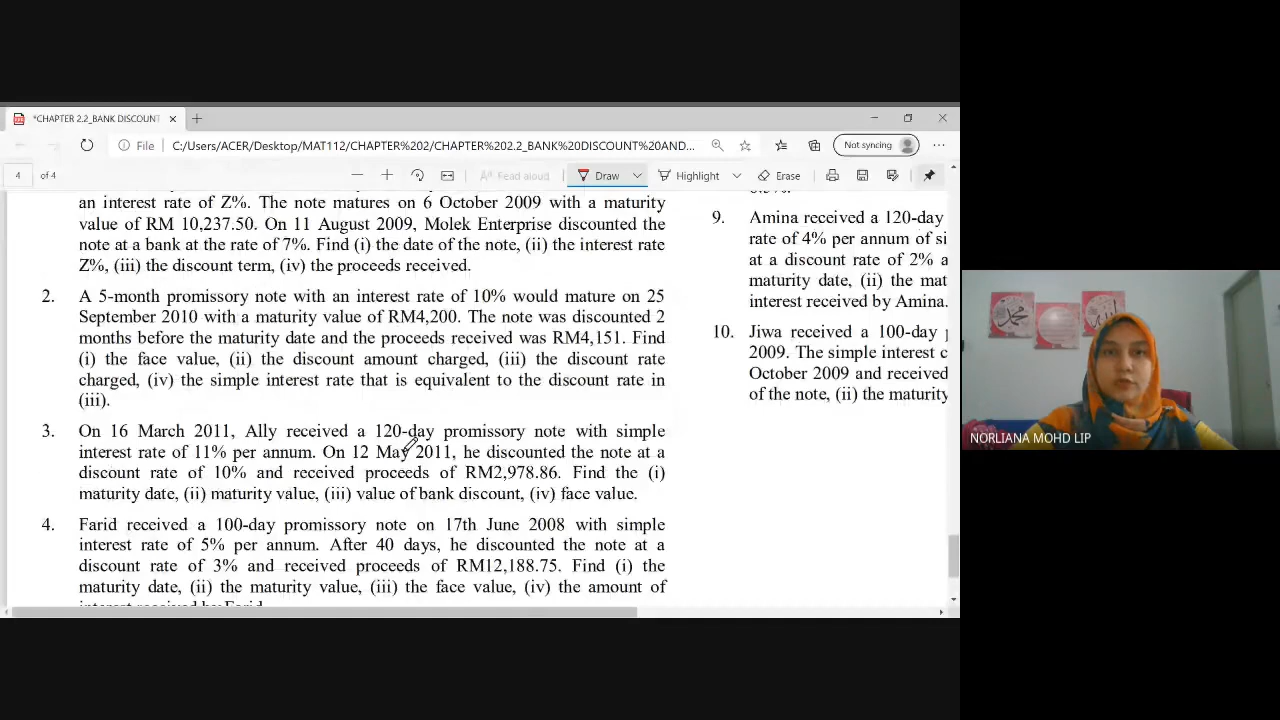 *CHAPTER 2.2_BANK DISCOUNT
File
C:/Users/ACER/Desktop/MAT112/CHAPTER%202/CHAPTER%202.2_BANK%20DISCOUNT%20AND...
Not syncing
4 of 4
Read aloud
Draw
Highlight
Erase
an interest rate of Z%. The note matures on 6 October 2009 with a maturity
value of RM 10,237.50. On 11 August 2009, Molek Enterprise discounted the
note at a bank at the rate of 7%. Find (i) the date of the note, (ii) the interest rate
Z%, (iii) the discount term, (iv) the proceeds received.
2. A 5-month promissory note with an interest rate of 10% would mature on 25
September 2010 with a maturity value of RM4,200. The note was discounted 2
months before the maturity date and the proceeds received was RM4,151. Find
(i) the face value, (ii) the discount amount charged, (iii) the discount rate
charged, (iv) the simple interest rate that is equivalent to the discount rate in
(iii).
3. On 16 March 2011, Ally received a 120-day promissory note with simple
interest rate of 11% per annum. On 12 May 2011, he discounted the note at a
discount rate of 10% and received proceeds of RM2,978.86. Find the (i)
maturity date, (ii) maturity value, (iii) value of bank discount, (iv) face value.
4. Farid received a 100-day promissory note on 17th June 2008 with simple
interest rate of 5% per annum. After 40 days, he discounted the note at a
discount rate of 3% and received proceeds of RM12,188.75. Find (i) the
maturity date, (ii) the maturity value, (iii) the face value, (iv) the amount of
interest received by Farid.
9. Amina received a 120-day
rate of 4% per annum of si
at a discount rate of 2% a
maturity date, (ii) the mat
interest received by Amina.
10. Jiwa received a 100-day p
2009. The simple interest c
October 2009 and received
of the note, (ii) the maturity
NORLIANA MOHD LIP